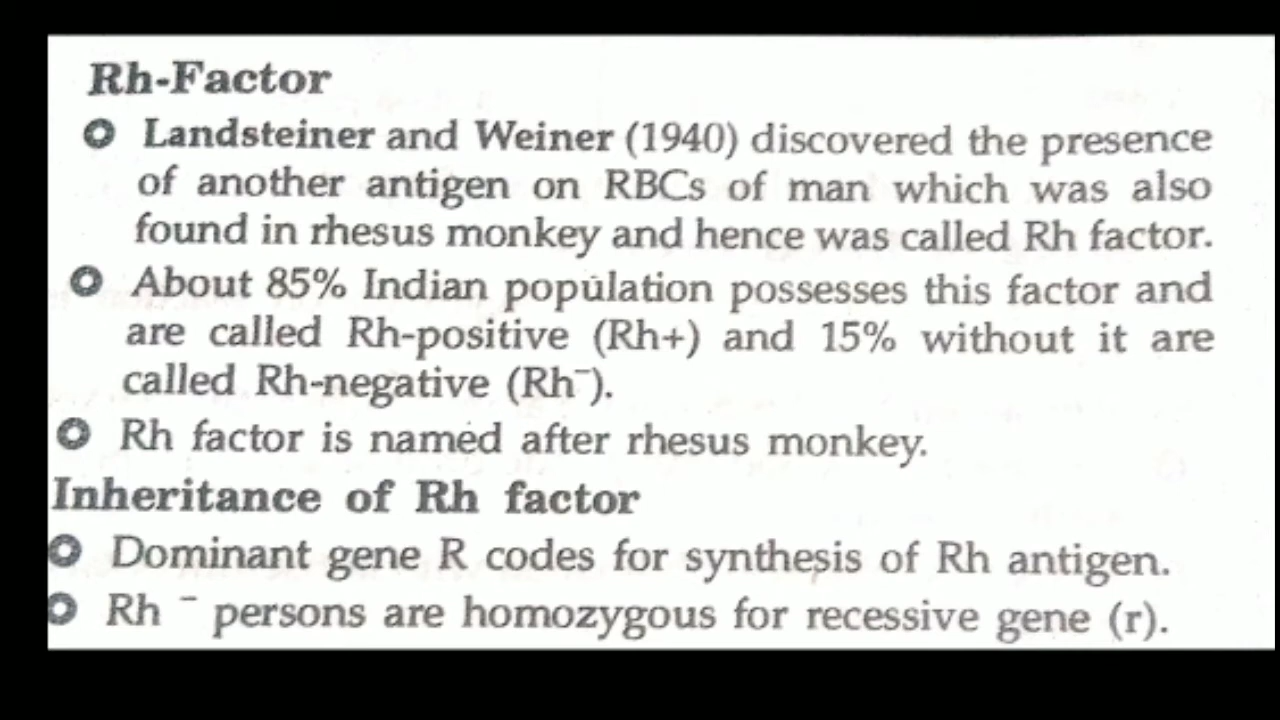 Rh-Factor
Landsteiner and Weiner (1940) discovered the presence
of another antigen on RBCs of man which was also
found in rhesus monkey and hence was called Rh factor.
About 85% Indian population possesses this factor and
are called Rh-positive (Rh+) and 15% without it are
called Rh-negative (Rh⁻).
Rh factor is named after rhesus monkey.
Inheritance of Rh factor
Dominant gene R codes for synthesis of Rh antigen.
Rh ⁻ persons are homozygous for recessive gene (r).